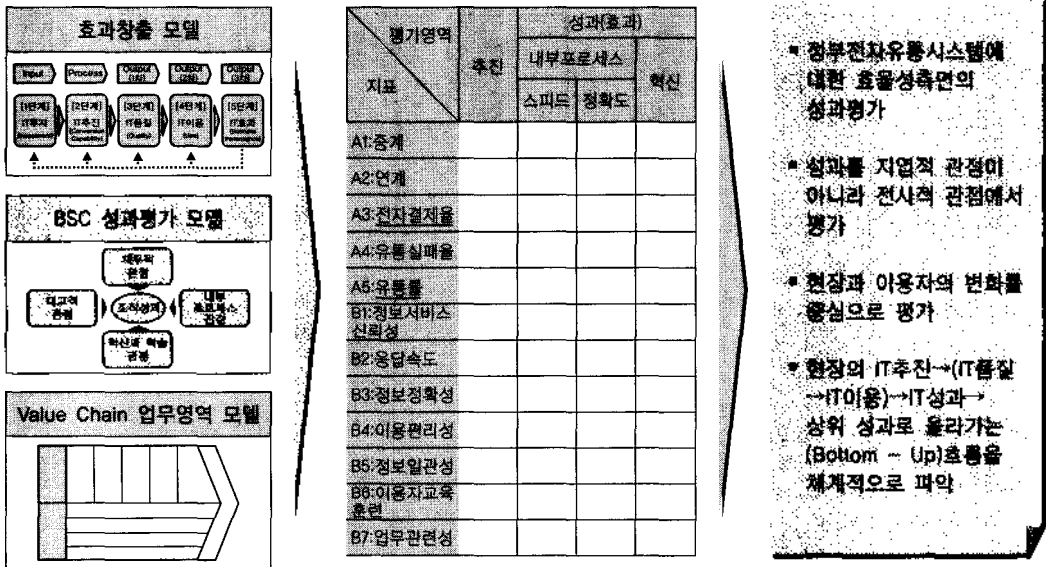 효과창출 모델
Input Process Output Output Output
(1차) (2차) (3차)
[1단계] [2단계] [3단계] [4단계] [5단계]
IT투자 IT추진 IT품질 IT이용 IT효과
(Conversion
Capability) (Quality) (Use)
BSC 성과평가 모델
재무적
관점
대고객
관점
내부
프로세스
관점
혁신과 학습
관점
Value Chain 업무영역 모델
평가영역
지표
추진
성과(효과)
내부프로세스
혁신
스피드 정확도
A1:중계
A2:연계
A3:전자결제율
A4:유통실패율
A5:유통률
B1:정보서비스
신뢰성
B2:응답속도
B3:정보정확성
B4:이용편리성
B5:정보일관성
B6:이용자교육
훈련
B7:업무관련성
▪ 정부전자유통시스템에
대한 효율성측면의
성과평가
▪ 성과를 지엽적 관점이
아니라 전사적 관점에서
평가
▪ 현장과 이용자의 변화를
중심으로 평가
▪ 현장의 IT추진→(IT품질
→IT이용)→IT성과→
상위 성과로 올라가는
(Bottom - Up)흐름을
체계적으로 파악